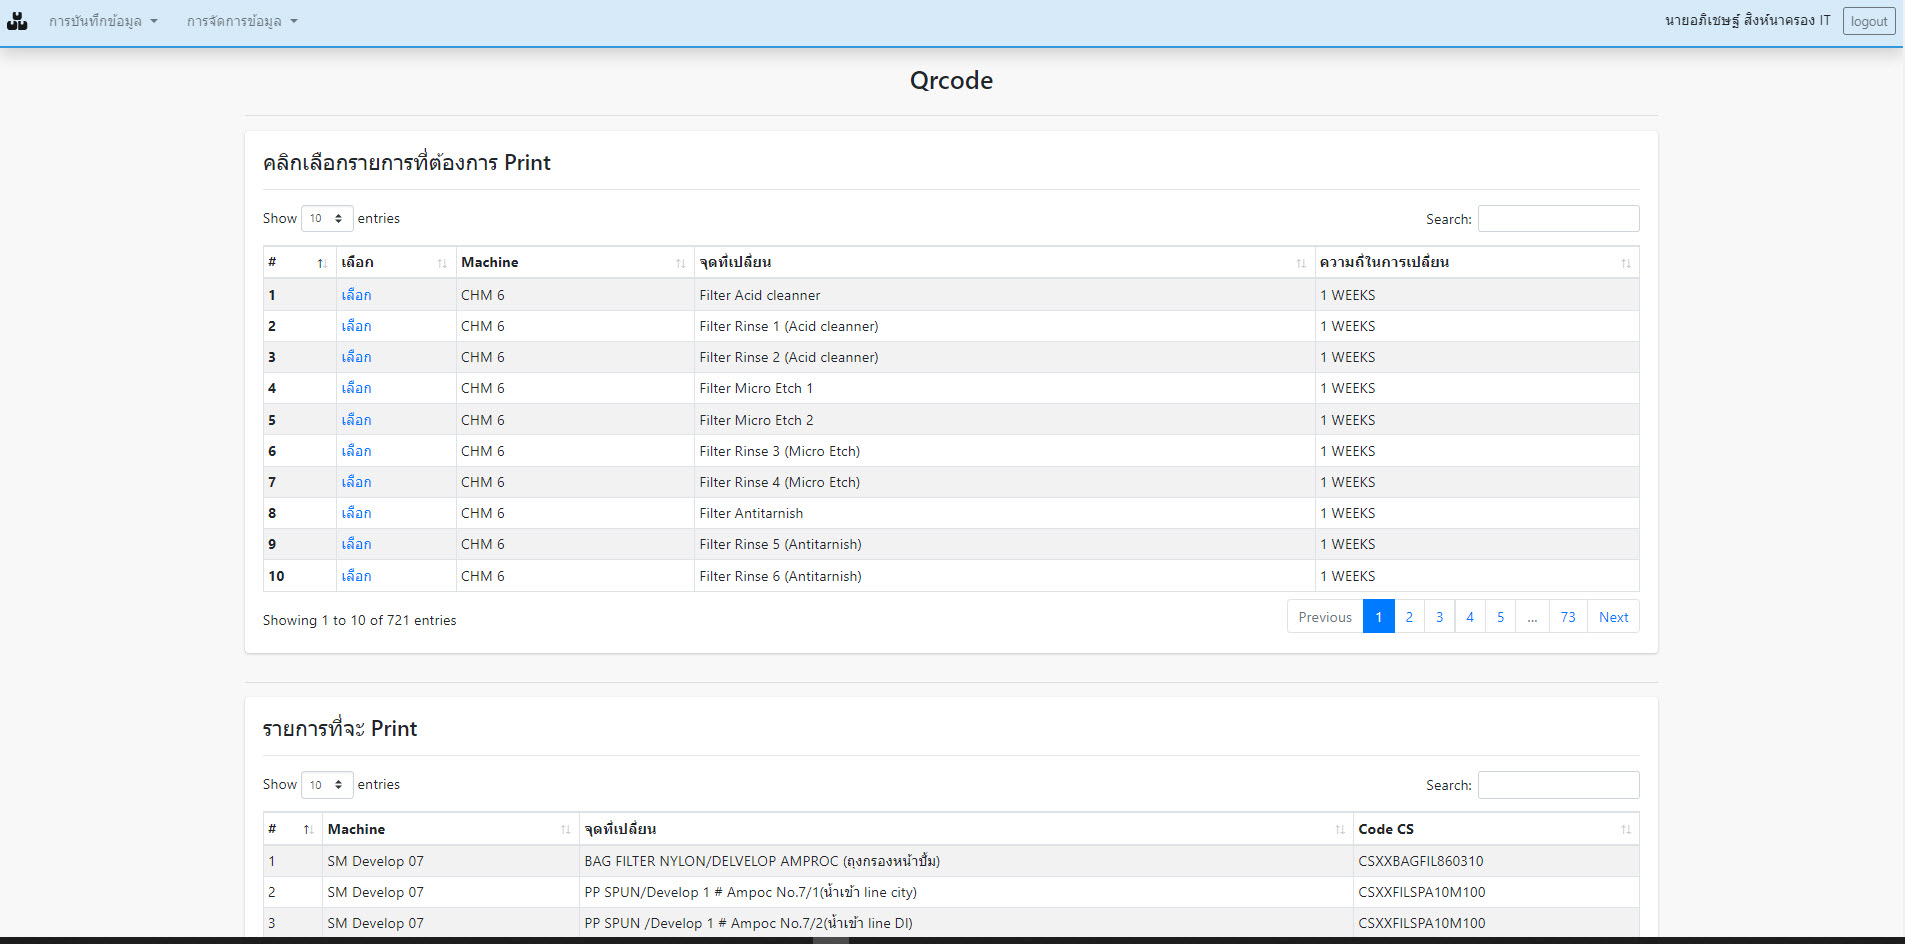 การบันทึกข้อมูล การจัดการข้อมูล นายอภิเชษฐ์ สิงห์นาครอง IT logout
Qrcode
คลิกเลือกรายการที่ต้องการ Print
Show 10 entries Search:
# เลือก Machine จุดที่เปลี่ยน ความถี่ในการเปลี่ยน
1 เลือก CHM 6 Filter Acid cleanner 1 WEEKS
2 เลือก CHM 6 Filter Rinse 1 (Acid cleanner) 1 WEEKS
3 เลือก CHM 6 Filter Rinse 2 (Acid cleanner) 1 WEEKS
4 เลือก CHM 6 Filter Micro Etch 1 1 WEEKS
5 เลือก CHM 6 Filter Micro Etch 2 1 WEEKS
6 เลือก CHM 6 Filter Rinse 3 (Micro Etch) 1 WEEKS
7 เลือก CHM 6 Filter Rinse 4 (Micro Etch) 1 WEEKS
8 เลือก CHM 6 Filter Antitarnish 1 WEEKS
9 เลือก CHM 6 Filter Rinse 5 (Antitarnish) 1 WEEKS
10 เลือก CHM 6 Filter Rinse 6 (Antitarnish) 1 WEEKS
Showing 1 to 10 of 721 entries Previous 1 2 3 4 5 ... 73 Next
รายการที่จะ Print
Show 10 entries Search:
# Machine จุดที่เปลี่ยน Code CS
1 SM Develop 07 BAG FILTER NYLON/DELVELOP AMPROC (ถุงกรองหน้าปั๊ม) CSXXBAGFIL860310
2 SM Develop 07 PP SPUN/Develop 1 # Ampoc No.7/1(น้ำเข้า line city) CSXXFILSPA10M100
3 SM Develop 07 PP SPUN /Develop 1 # Ampoc No.7/2(น้ำเข้า line DI) CSXXFILSPA10M100